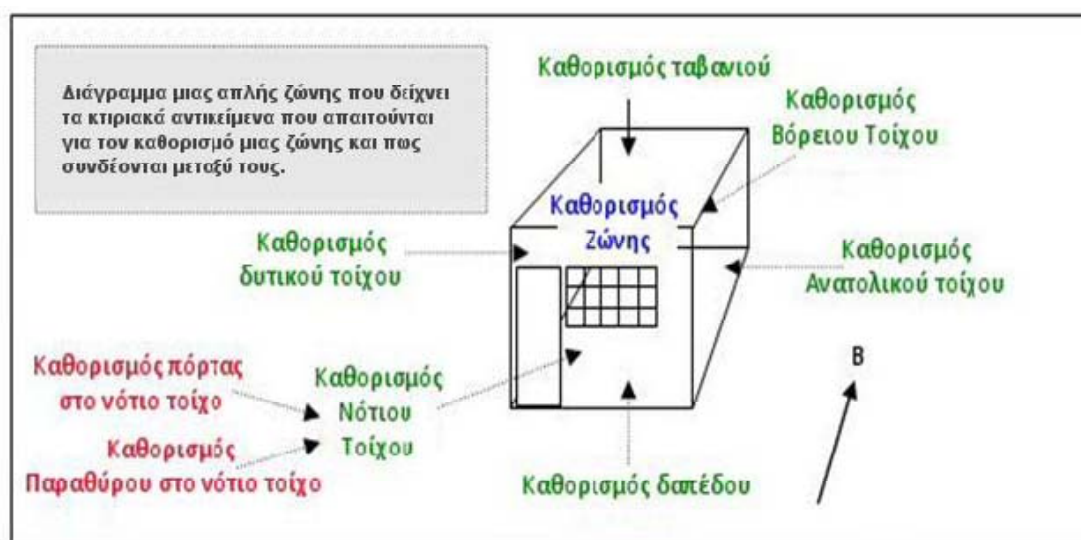 Διάγραμμα μιας απλής ζώνης που δείχνει
τα κτιριακά αντικείμενα που απαιτούνται
για τον καθορισμό μιας ζώνης και πως
συνδέονται μεταξύ τους.
Καθορισμός ταβανιού
Καθορισμός
Βόρειου Τοίχου
Καθορισμός
Ζώνης
Καθορισμός
δυτικού τοίχου
Καθορισμός
Ανατολικού τοίχου
Καθορισμός πόρτας
στο νότιο τοίχο
Καθορισμός
Νότιου
Τοίχου
Καθορισμός
Παραθύρου στο νότιο τοίχο
Καθορισμός δαπέδου
Β